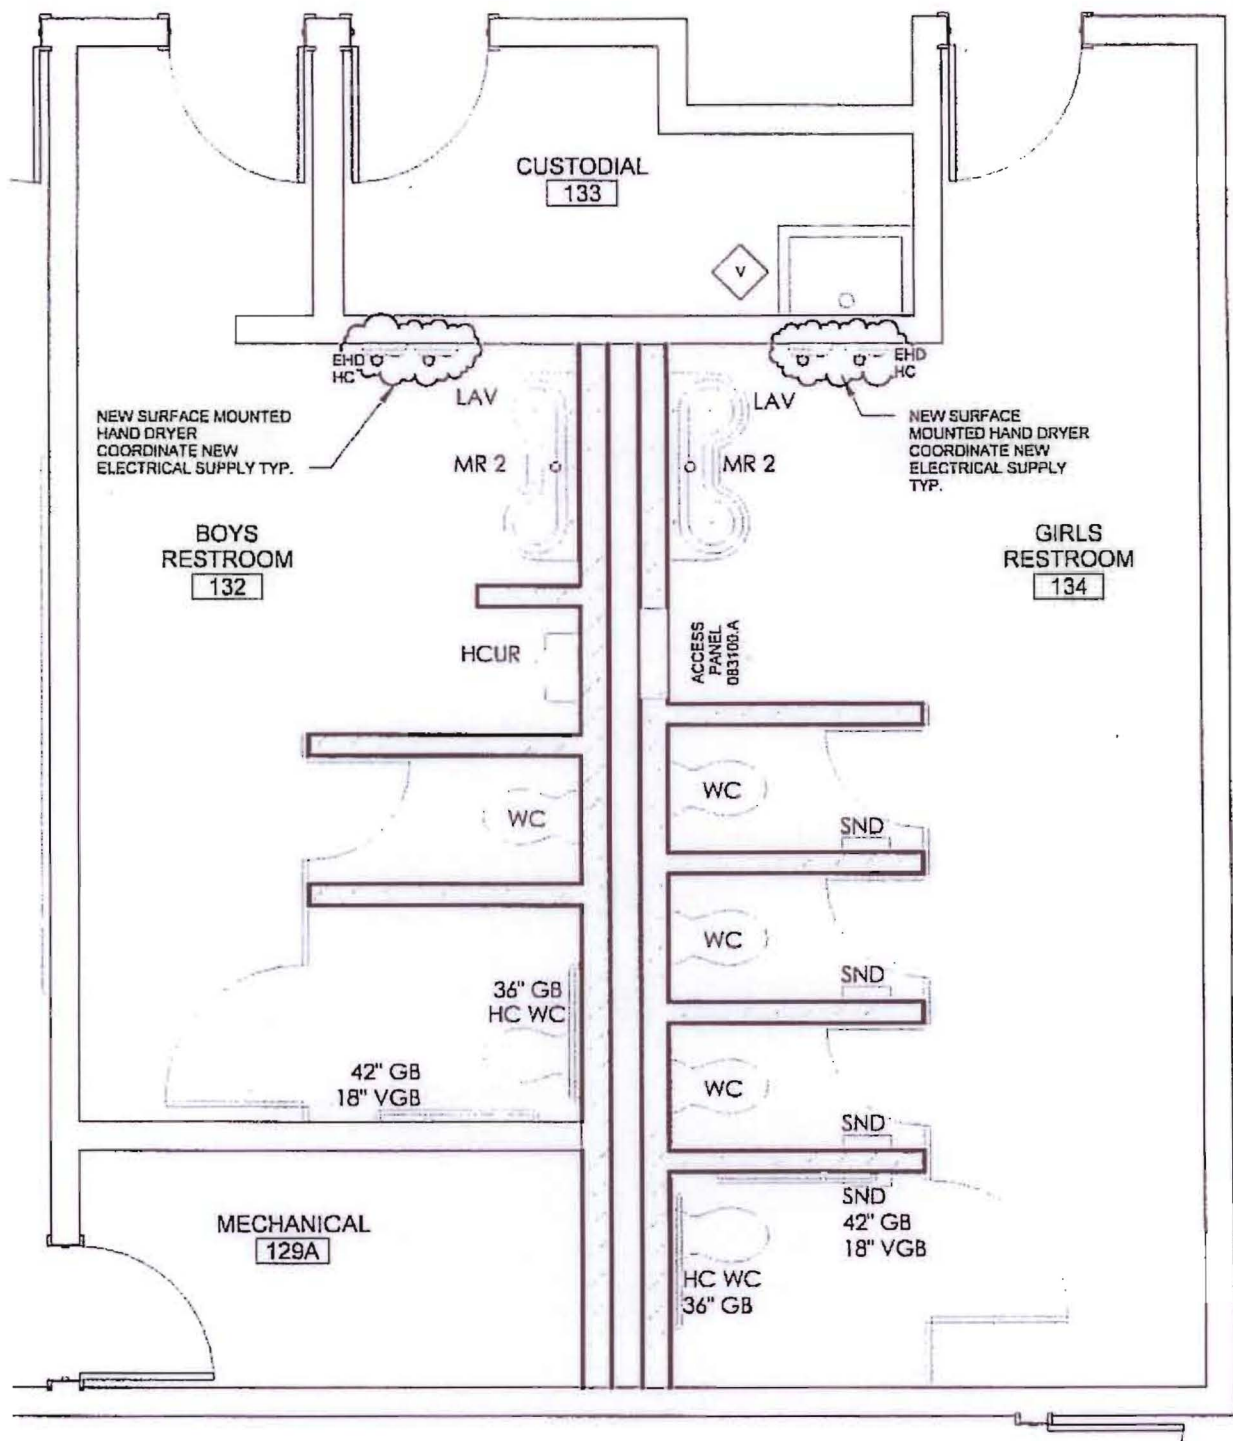 CUSTODIAL
133
V
EHD
HC
LAV
NEW SURFACE MOUNTED
HAND DRYER
COORDINATE NEW
ELECTRICAL SUPPLY TYP.
MR 2
EHD
HC
LAV
NEW SURFACE
MOUNTED HAND DRYER
COORDINATE NEW
ELECTRICAL SUPPLY
TYP.
MR 2
BOYS
RESTROOM
132
GIRLS
RESTROOM
134
HCUR
ACCESS
PANEL
083100.A
WC
WC
SND
WC
SND
36" GB
HC WC
42" GB
18" VGB
WC
SND
SND
42" GB
18" VGB
MECHANICAL
129A
HC WC
36" GB